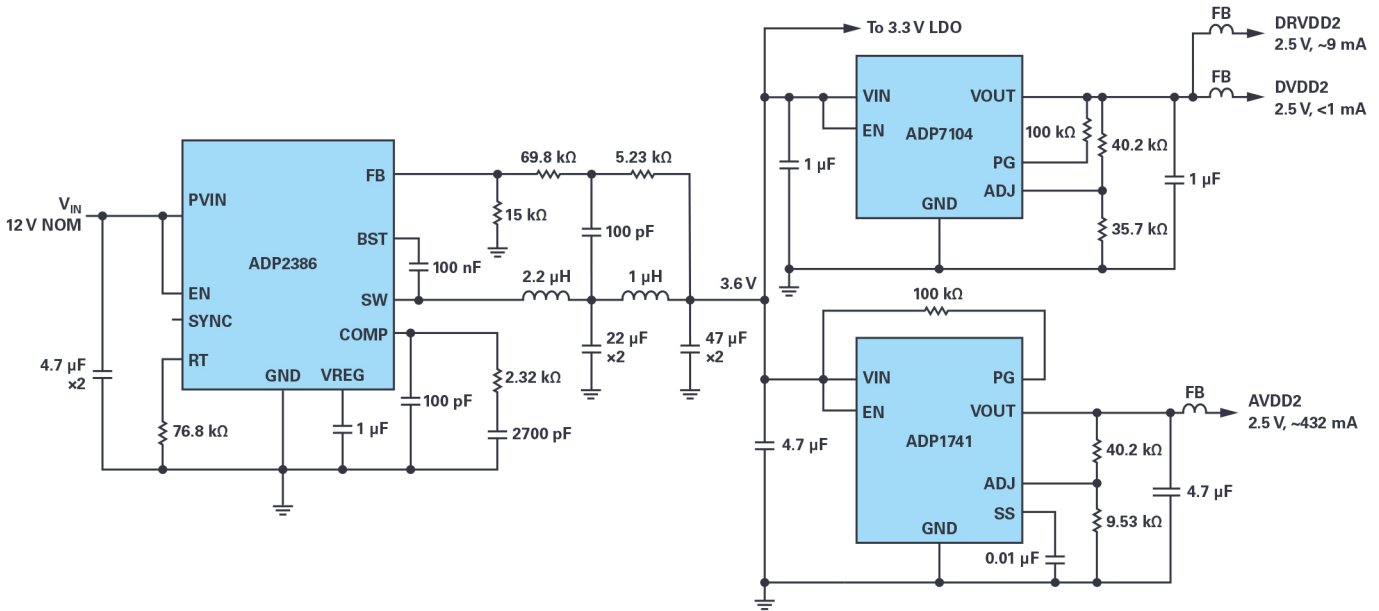 V_IN
12 V NOM
4.7 µF
×2
PVIN
EN
SYNC
RT
76.8 kΩ
ADP2386
GND
VREG
1 µF
FB
BST
SW
COMP
100 nF
100 pF
2.32 kΩ
2700 pF
15 kΩ
69.8 kΩ
5.23 kΩ
100 pF
2.2 µH
1 µH
22 µF
×2
47 µF
×2
3.6 V
To 3.3 V LDO
1 µF
VIN
EN
ADP7104
GND
VOUT
PG
ADJ
100 kΩ
40.2 kΩ
35.7 kΩ
1 µF
FB
DRVDD2
2.5 V, ~9 mA
FB
DVDD2
2.5 V, <1 mA
100 kΩ
4.7 µF
VIN
EN
ADP1741
GND
PG
VOUT
ADJ
SS
0.01 µF
40.2 kΩ
9.53 kΩ
4.7 µF
FB
AVDD2
2.5 V, ~432 mA